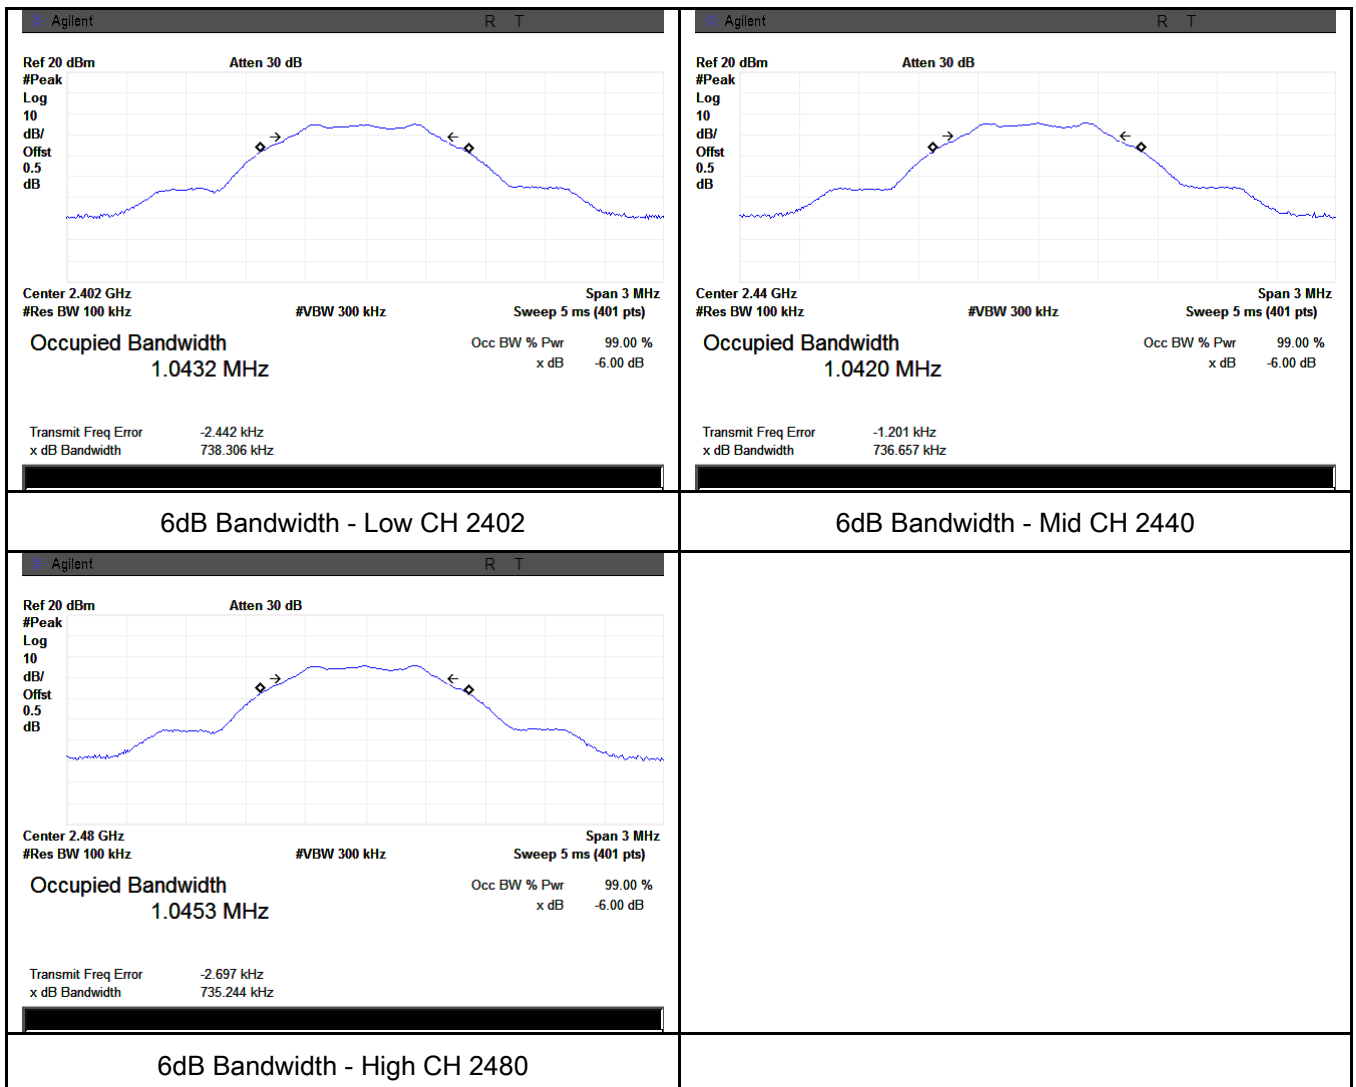 Agilent R T
Ref 20 dBm Atten 30 dB
#Peak
Log
10
dB/
Offst
0.5
dB
Center 2.402 GHz Span 3 MHz
#Res BW 100 kHz #VBW 300 kHz Sweep 5 ms (401 pts)
Occupied Bandwidth Occ BW % Pwr 99.00 %
1.0432 MHz x dB -6.00 dB
Transmit Freq Error -2.442 kHz
x dB Bandwidth 738.306 kHz
6dB Bandwidth - Low CH 2402
Agilent R T
Ref 20 dBm Atten 30 dB
#Peak
Log
10
dB/
Offst
0.5
dB
Center 2.44 GHz Span 3 MHz
#Res BW 100 kHz #VBW 300 kHz Sweep 5 ms (401 pts)
Occupied Bandwidth Occ BW % Pwr 99.00 %
1.0420 MHz x dB -6.00 dB
Transmit Freq Error -1.201 kHz
x dB Bandwidth 736.657 kHz
6dB Bandwidth - Mid CH 2440
Agilent R T
Ref 20 dBm Atten 30 dB
#Peak
Log
10
dB/
Offst
0.5
dB
Center 2.48 GHz Span 3 MHz
#Res BW 100 kHz #VBW 300 kHz Sweep 5 ms (401 pts)
Occupied Bandwidth Occ BW % Pwr 99.00 %
1.0453 MHz x dB -6.00 dB
Transmit Freq Error -2.697 kHz
x dB Bandwidth 735.244 kHz
6dB Bandwidth - High CH 2480